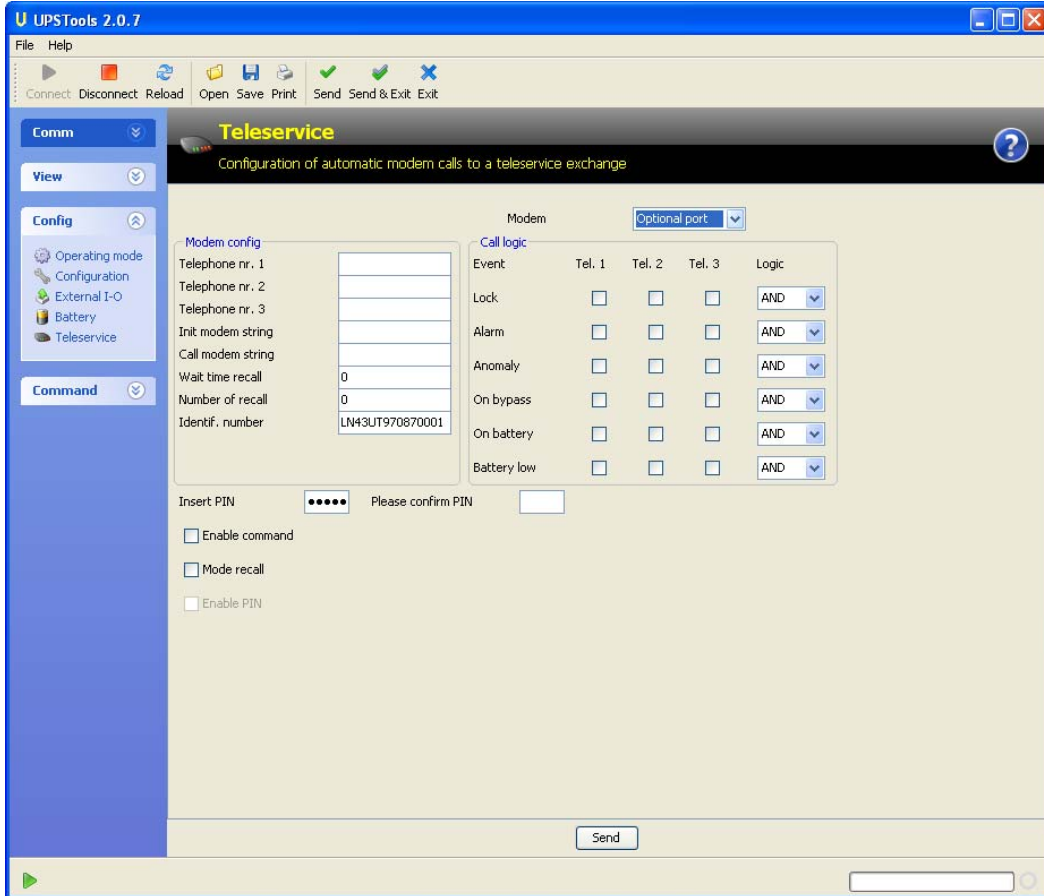 U UPSTools 2.0.7
File Help
Connect Disconnect Reload Open Save Print Send Send & Exit Exit
Comm
View
Config
Operating mode
Configuration
External I-O
Battery
Teleservice
Command
Teleservice
Configuration of automatic modem calls to a teleservice exchange
?
Modem Optional port
Modem config
Telephone nr. 1
Telephone nr. 2
Telephone nr. 3
Init modem string
Call modem string
Wait time recall 0
Number of recall 0
Identif. number LN43UT970870001
Call logic
Event Tel. 1 Tel. 2 Tel. 3 Logic
Lock AND
Alarm AND
Anomaly AND
On bypass AND
On battery AND
Battery low AND
Insert PIN ●●●●● Please confirm PIN
Enable command
Mode recall
Enable PIN
Send